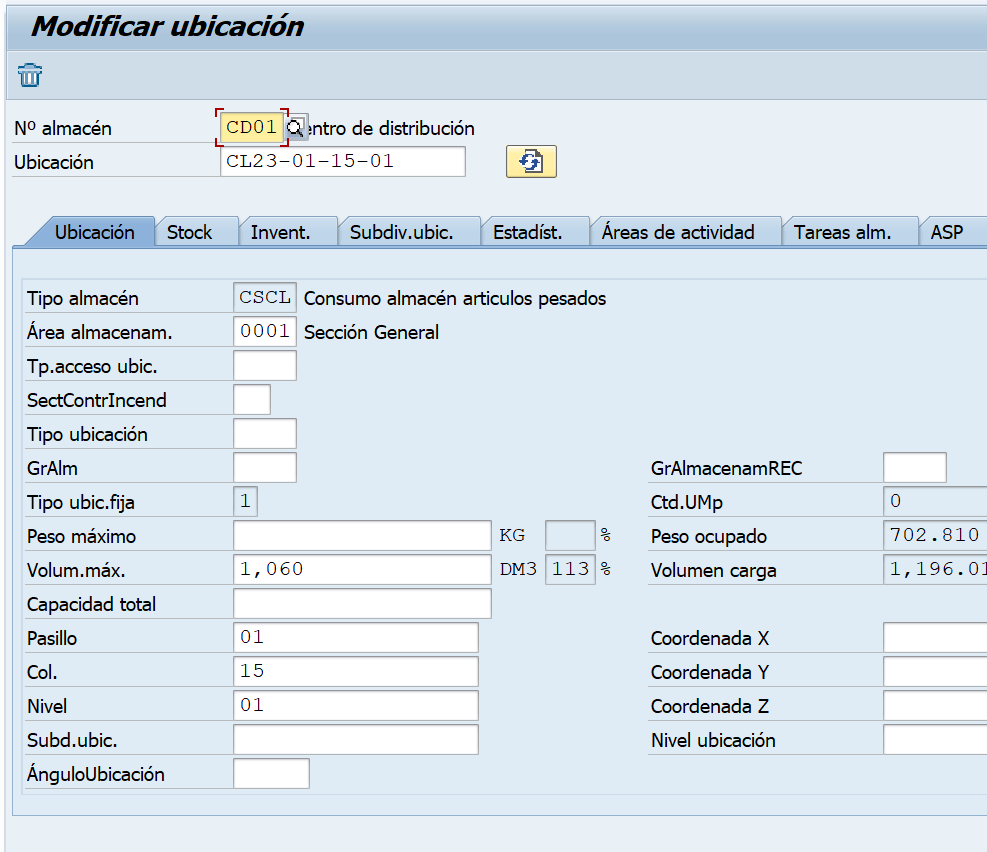 Modificar ubicación
Nº almacén CD01 entro de distribución
Ubicación CL23-01-15-01
Ubicación Stock Invent. Subdiv.ubic. Estadíst. Áreas de actividad Tareas alm. ASP
Tipo almacén CSCL Consumo almacén articulos pesados
Área almacenam. 0001 Sección General
Tp.acceso ubic.
SectContrIncend
Tipo ubicación
GrAlm GrAlmacenamREC
Tipo ubic.fija 1 Ctd.UMp 0
Peso máximo KG % Peso ocupado 702.810
Volum.máx. 1,060 DM3 113 % Volumen carga 1,196.01
Capacidad total
Pasillo 01 Coordenada X
Col. 15 Coordenada Y
Nivel 01 Coordenada Z
Subd.ubic. Nivel ubicación
ÁnguloUbicación